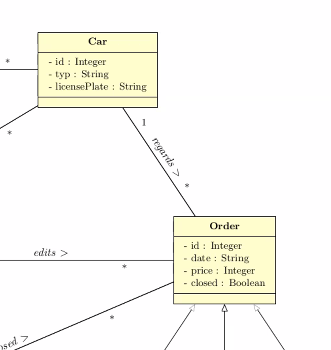 Car
*
- id : Integer
- typ : String
- licensePlate : String
*
1
regards >
*
Order
- id : Integer
- date : String
- price : Integer
- closed : Boolean
edits >
*
*